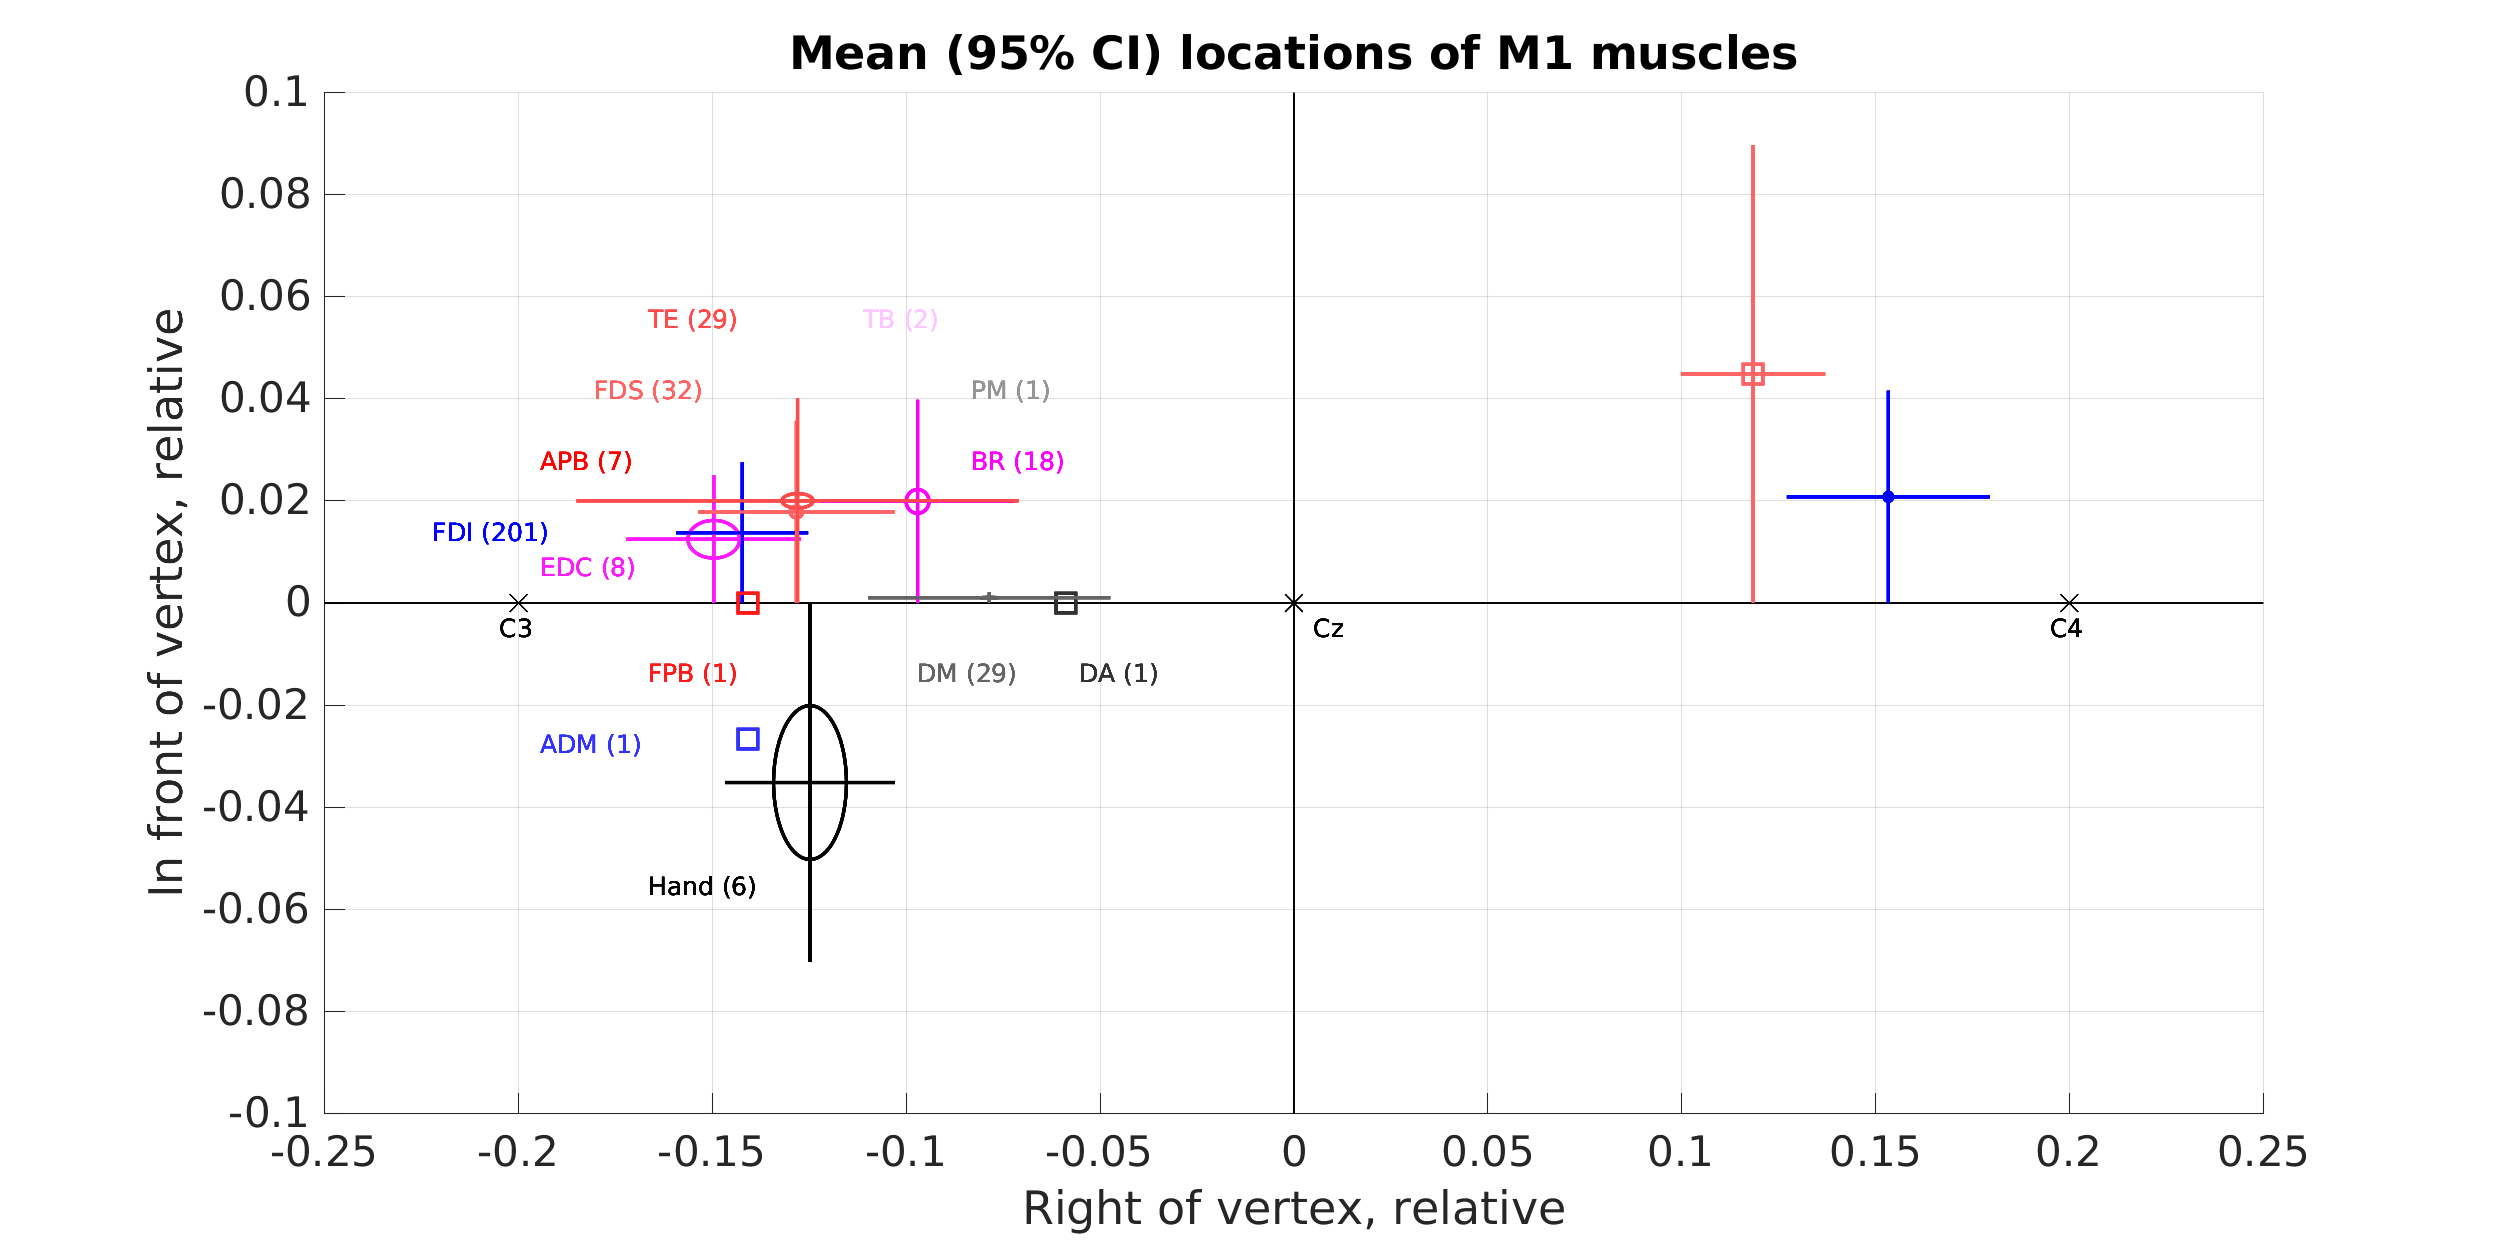 Mean (95% CI) locations of M1 muscles
0.1
0.08
0.06
0.04
0.02
0
-0.02
-0.04
-0.06
-0.08
-0.1
In front of vertex, relative
TE (29)
TB (2)
FDS (32)
PM (1)
APB (7)
BR (18)
FDI (201)
EDC (8)
C3
Cz
C4
FPB (1)
DM (29)
DA (1)
ADM (1)
Hand (6)
-0.25
-0.2
-0.15
-0.1
-0.05
0
0.05
0.1
0.15
0.2
0.25
Right of vertex, relative